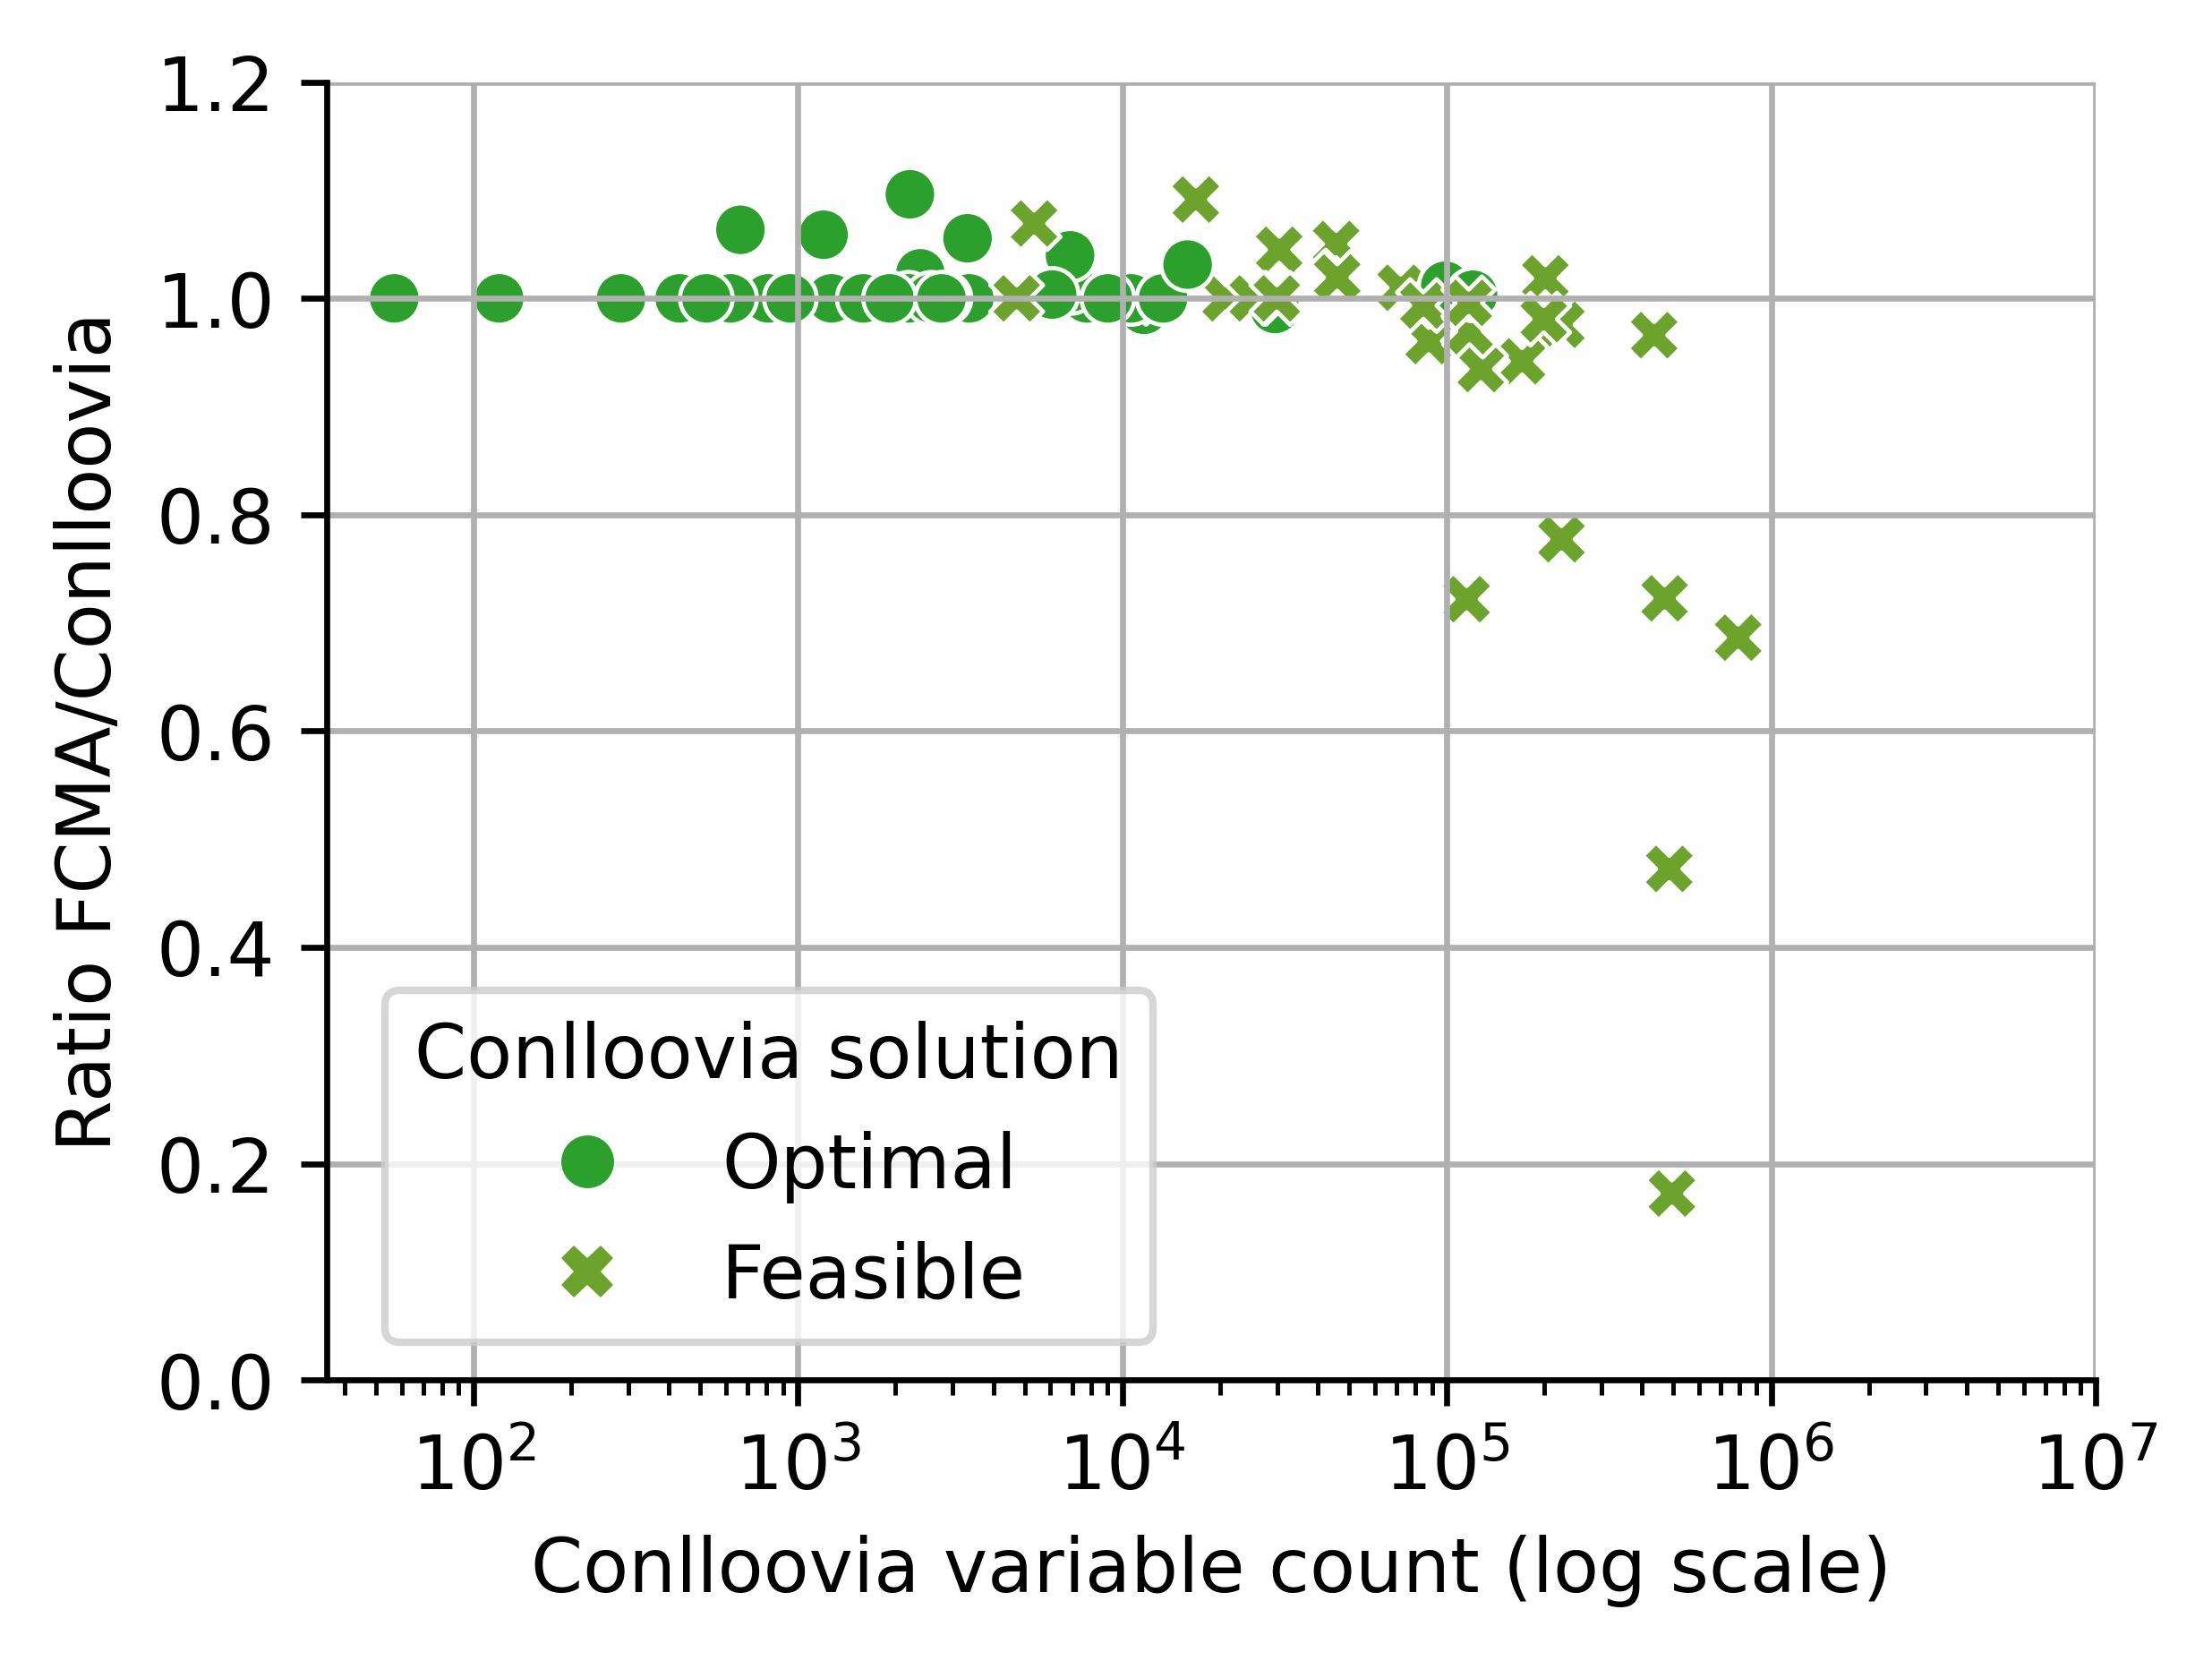 1.2
1.0
0.8
0.6
0.4
0.2
0.0
Ratio FCMA/Conlloovia
Conlloovia solution
Optimal
Feasible
10² 10³ 10⁴ 10⁵ 10⁶ 10⁷
Conlloovia variable count (log scale)